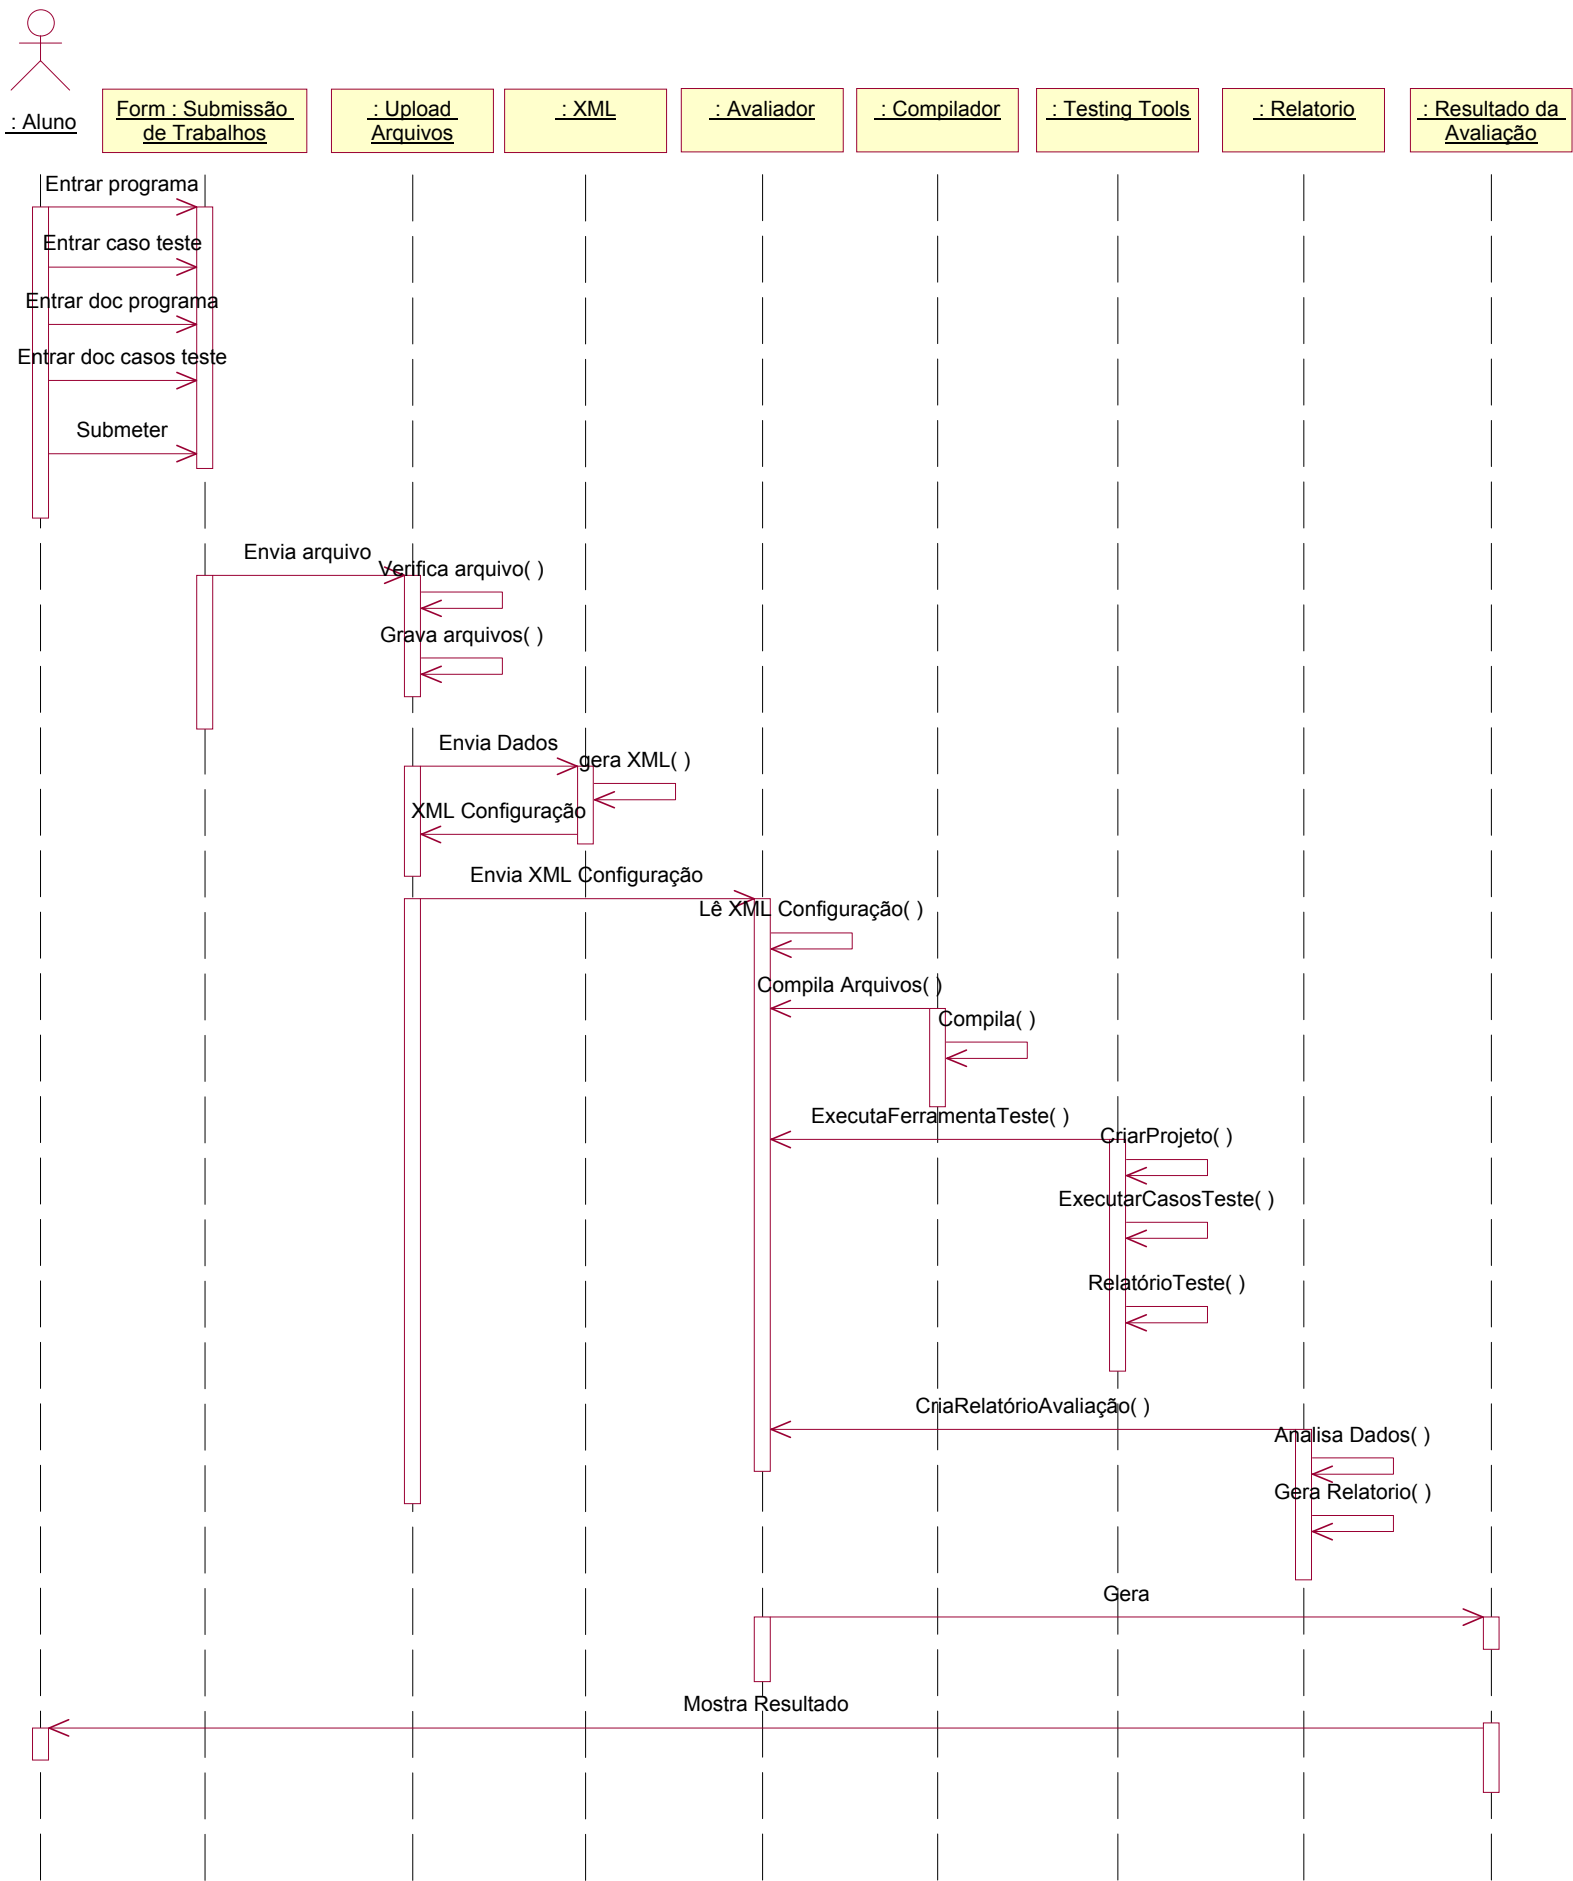 : Aluno
Form : Submissão
de Trabalhos
: Upload
Arquivos
: XML
: Avaliador
: Compilador
: Testing Tools
: Relatorio
: Resultado da
Avaliação
Entrar programa
Entrar caso teste
Entrar doc programa
Entrar doc casos teste
Submeter
Envia arquivo
Verifica arquivo( )
Grava arquivos( )
Envia Dados
gera XML( )
XML Configuração
Envia XML Configuração
Lê XML Configuração( )
Compila Arquivos( )
Compila( )
ExecutaFerramentaTeste( )
CriarProjeto( )
ExecutarCasosTeste( )
RelatórioTeste( )
CriaRelatórioAvaliação( )
Analisa Dados( )
Gera Relatorio( )
Gera
Mostra Resultado